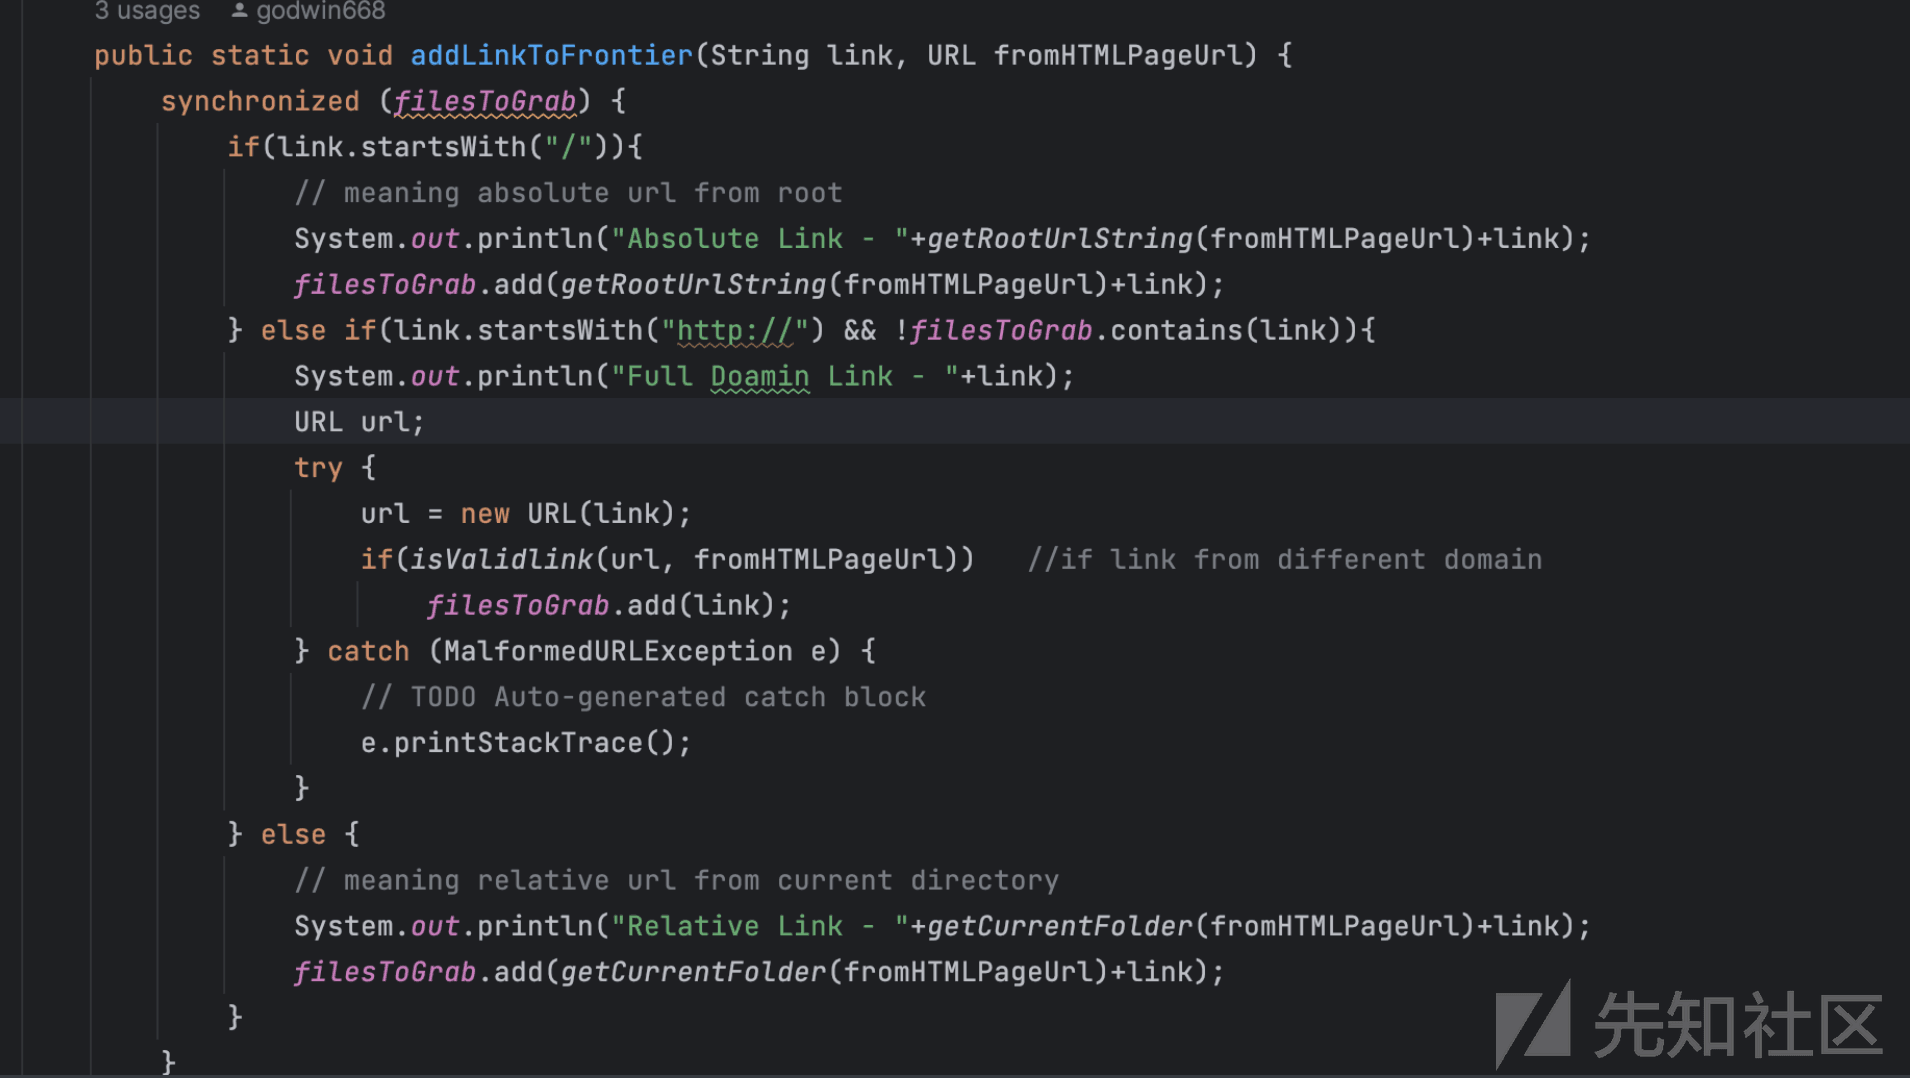 3 usages godwin668
public static void addLinkToFrontier(String link, URL fromHTMLPageUrl) {
synchronized (filesToGrab) {
if(link.startsWith("/")){
// meaning absolute url from root
System.out.println("Absolute Link - "+getRootUrlString(fromHTMLPageUrl)+link);
filesToGrab.add(getRootUrlString(fromHTMLPageUrl)+link);
} else if(link.startsWith("http://") && !filesToGrab.contains(link)){
System.out.println("Full Doamin Link - "+link);
URL url;
try {
url = new URL(link);
if(isValidlink(url, fromHTMLPageUrl)) //if link from different domain
filesToGrab.add(link);
} catch (MalformedURLException e) {
// TODO Auto-generated catch block
e.printStackTrace();
}
} else {
// meaning relative url from current directory
System.out.println("Relative Link - "+getCurrentFolder(fromHTMLPageUrl)+link);
filesToGrab.add(getCurrentFolder(fromHTMLPageUrl)+link);
}
}
先知社区